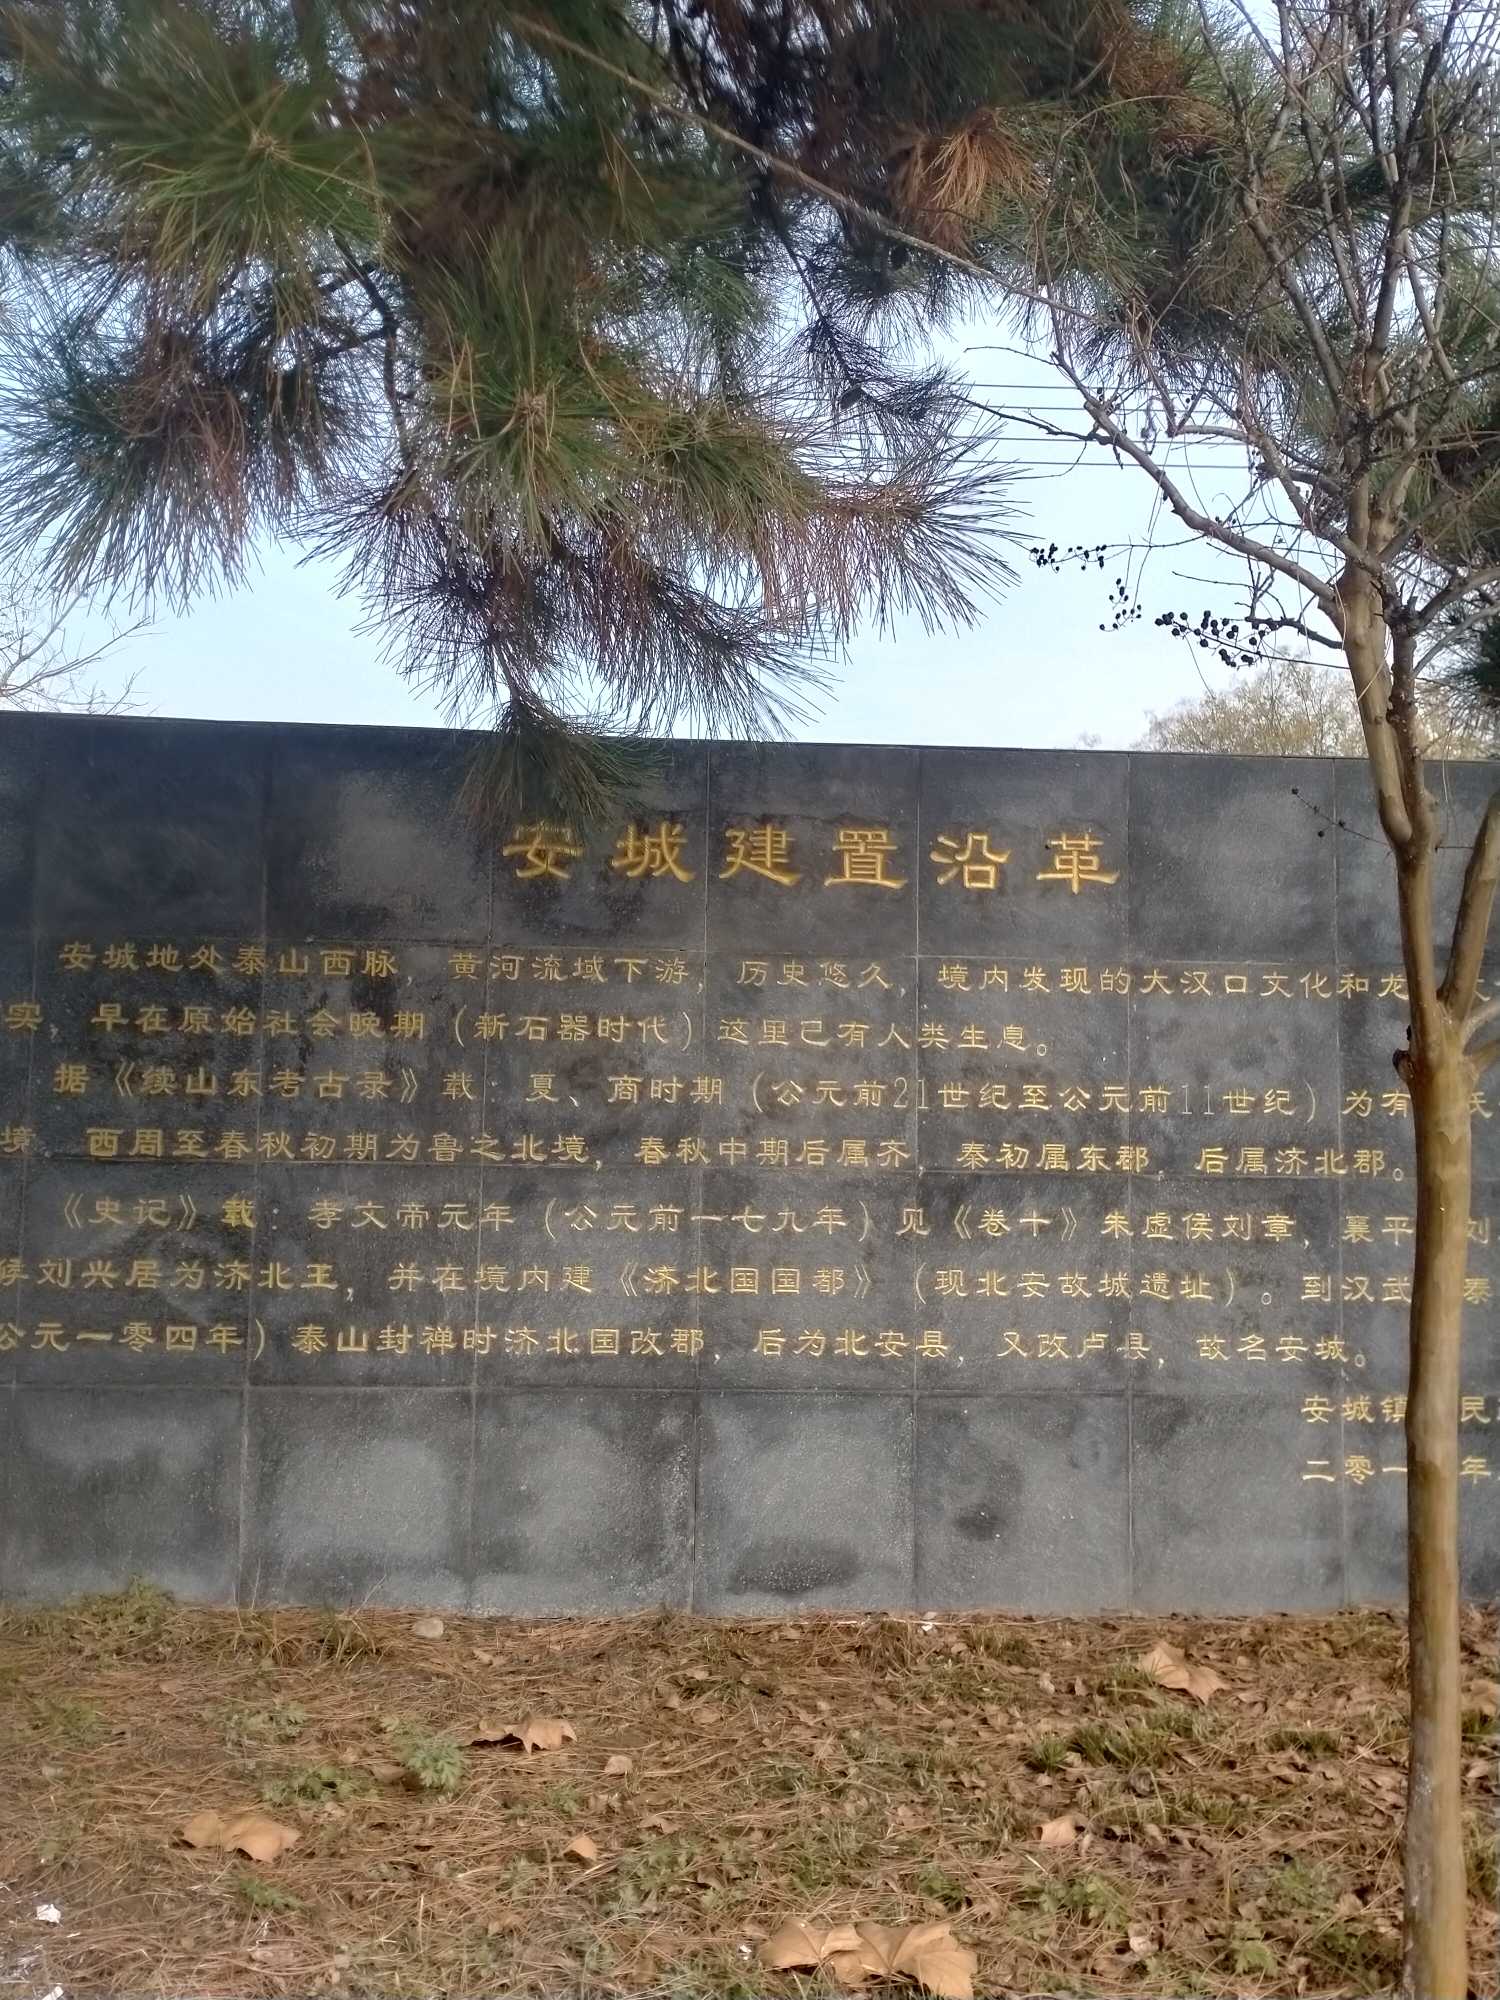 安城建置沿革
安城地处泰山西脉，黄河流域下游，历史悠久，境内发现的大汉口文化和龙
实，早在原始社会晚期（新石器时代）这里已有人类生息。
据《续山东考古录》载：夏、商时期（公元前21世纪至公元前11世纪）为有 氏
境 西周至春秋初期为鲁之北境，春秋中期后属齐，秦初属东郡 后属济北郡。
《史记》载：孝文帝元年（公元前一七九年）见《卷十》朱虚侯刘章，襄平 刘
候刘兴居为济北王，并在境内建《济北国国都》（现北安故城遗址）。到汉武 泰
公元一零四年）泰山封禅时济北国改郡，后为北安县，又改卢县，故名安城。
安城镇 民
二零一 年